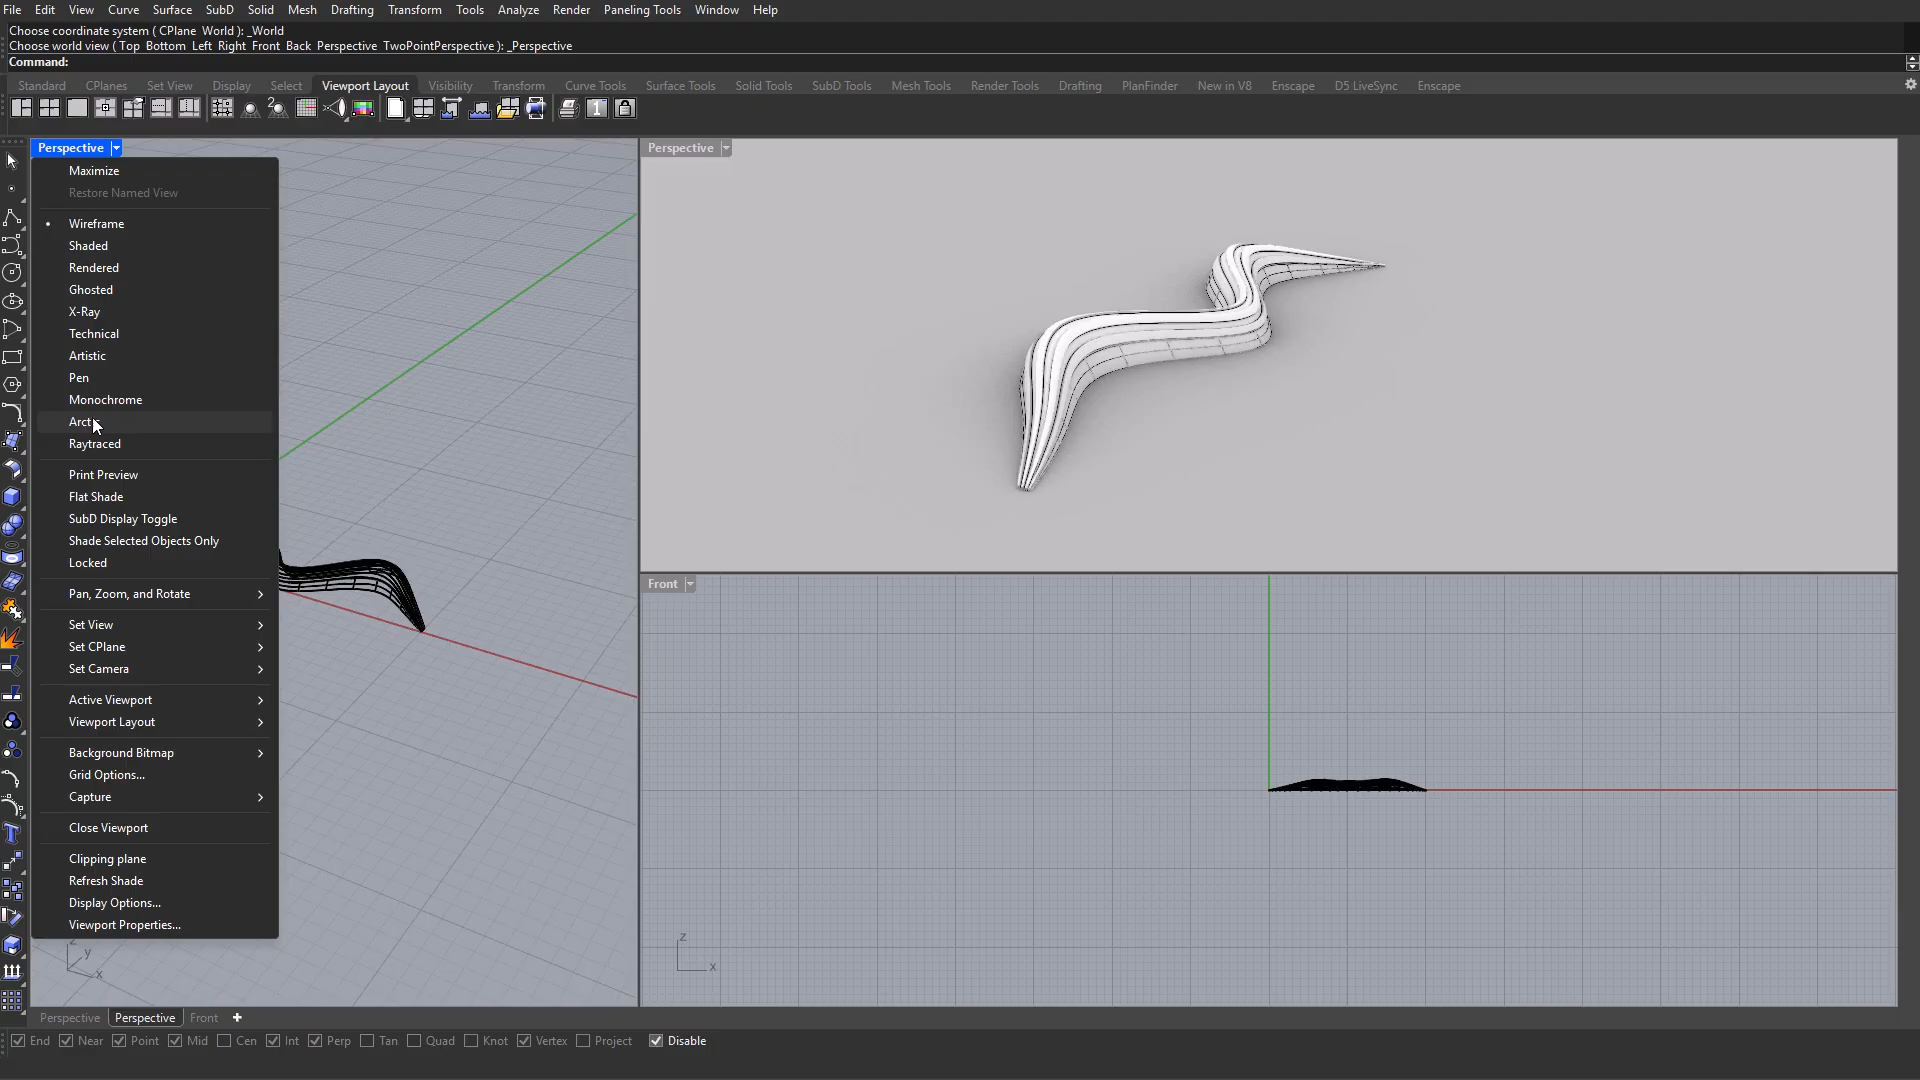 File Edit View Curve Surface SubD Solid Mesh Drafting Transform Tools Analyze Render Paneling Tools Window Help
Choose coordinate system ( CPlane World ): _World
Choose world view ( Top Bottom Left Right Front Back Perspective TwoPointPerspective ): _Perspective
Command:
Standard CPlanes Set View Display Select Viewport Layout Visibility Transform Curve Tools Surface Tools Solid Tools SubD Tools Mesh Tools Render Tools Drafting PlanFinder New in V8 Enscape D5 LiveSync Enscape
2 1
Perspective
Perspective
Maximize
Restore Named View
Wireframe
Shaded
Rendered
Ghosted
X-Ray
Technical
Artistic
Pen
Monochrome
Raytraced
Print Preview
Flat Shade
SubD Display Toggle
Shade Selected Objects Only
Locked
Pan, Zoom, and Rotate
Set View
Set CPlane
Set Camera
Active Viewport
Viewport Layout
Background Bitmap
Grid Options...
Capture
Close Viewport
Clipping plane
Refresh Shade
Display Options...
Viewport Properties...
Front
z
y
x
z
x
Perspective Perspective Front
End Near Point Mid Cen Int Perp Tan Quad Knot Vertex Project Disable